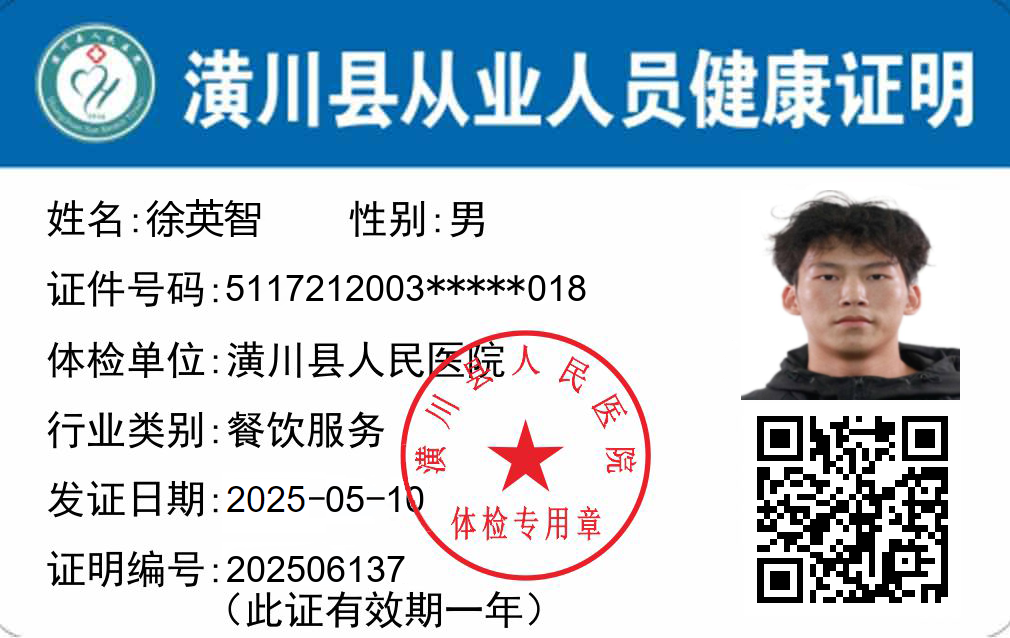 潢川县从业人员健康证明
姓名:徐英智 性别:男
证件号码:5117212003*****018
体检单位:潢川县人民医院
行业类别:餐饮服务
发证日期:2025-05-10
证明编号:202506137
（此证有效期一年）
潢川县人民医院
体检专用章